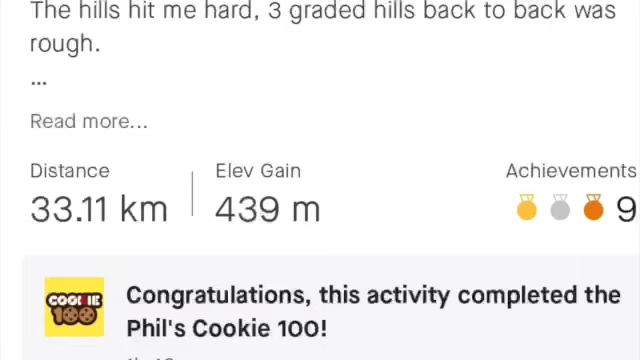 The hills hit me hard, 3 graded hills back to back was
rough.
...
Read more...
Distance
Elev Gain
Achievements
33.11 km
439 m
9
COOKIE
100
Congratulations, this activity completed the
Phil's Cookie 100!